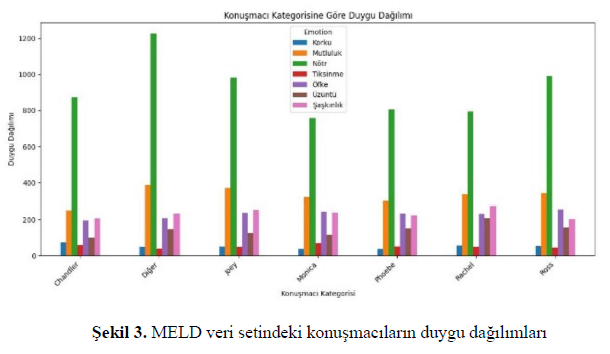 Konuşmacı Kategorisine Göre Duygu Dağılımı
Emotion
Korku
Mutluluk
Nötr
Tiksinme
Öfke
Üzüntü
Şaşkınlık
Duygu Dağılımı
1200
1000
800
600
400
200
0
Chandler
Diğer
Joey
Monica
Phoebe
Rachel
Ross
Konuşmacı Kategorisi
Şekil 3. MELD veri setindeki konuşmacıların duygu dağılımları